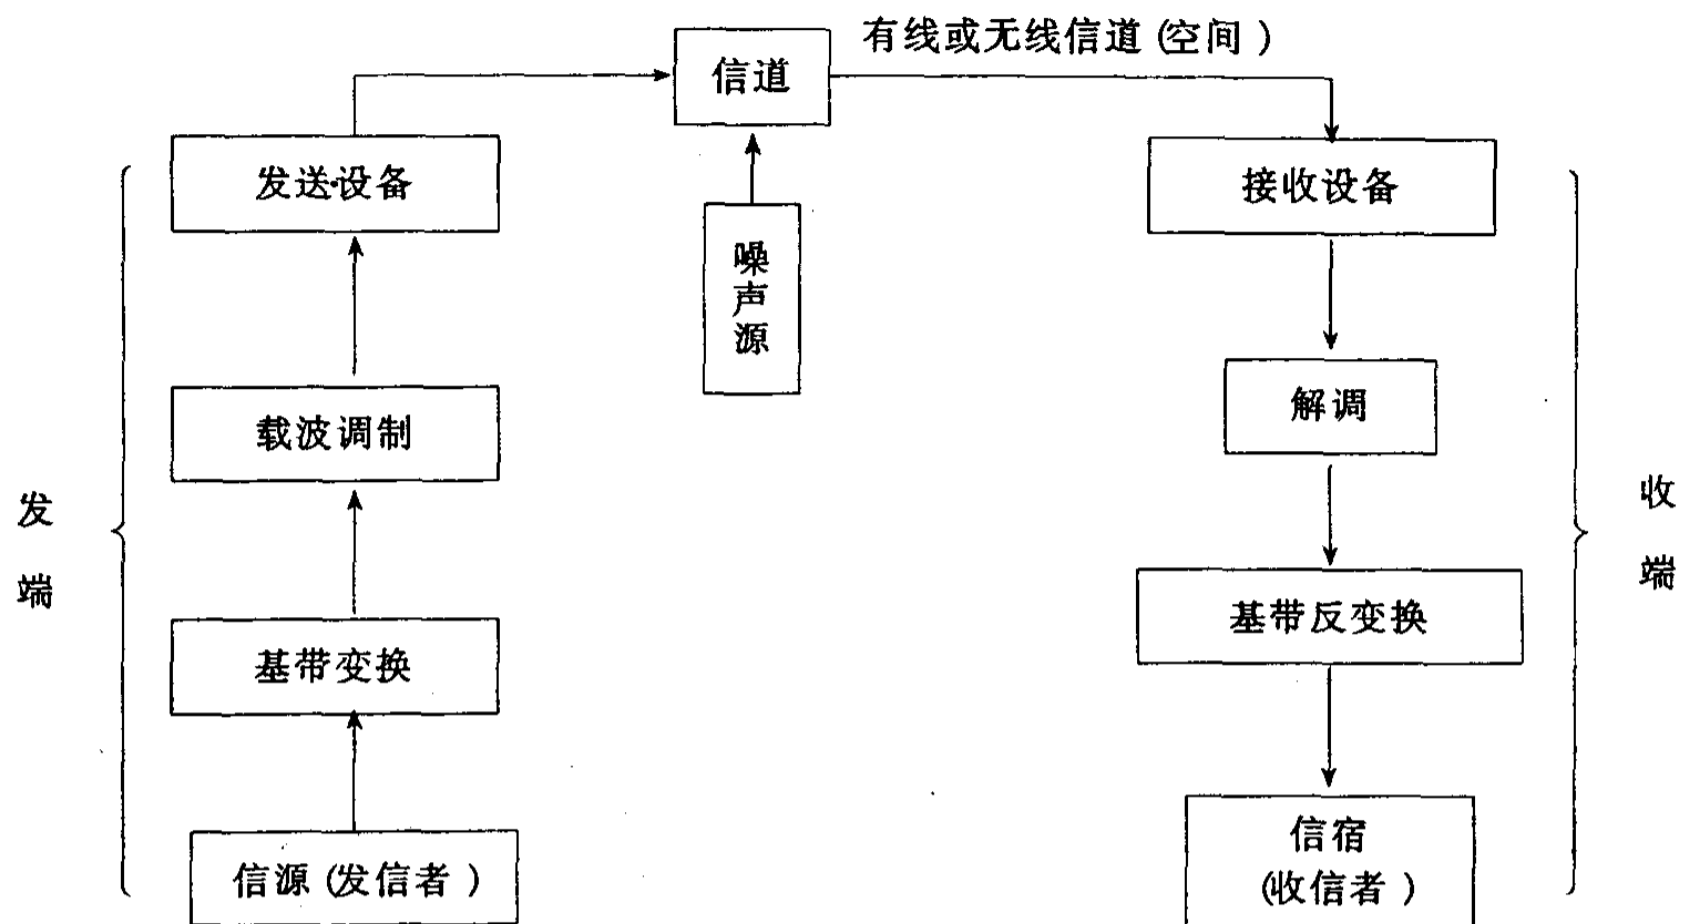 有线或无线信道(空间)
信道
发送设备
接收设备
噪声源
解调
载波调制
发端
收端
基带反变换
基带变换
信源(发信者)
信宿
(收信者)